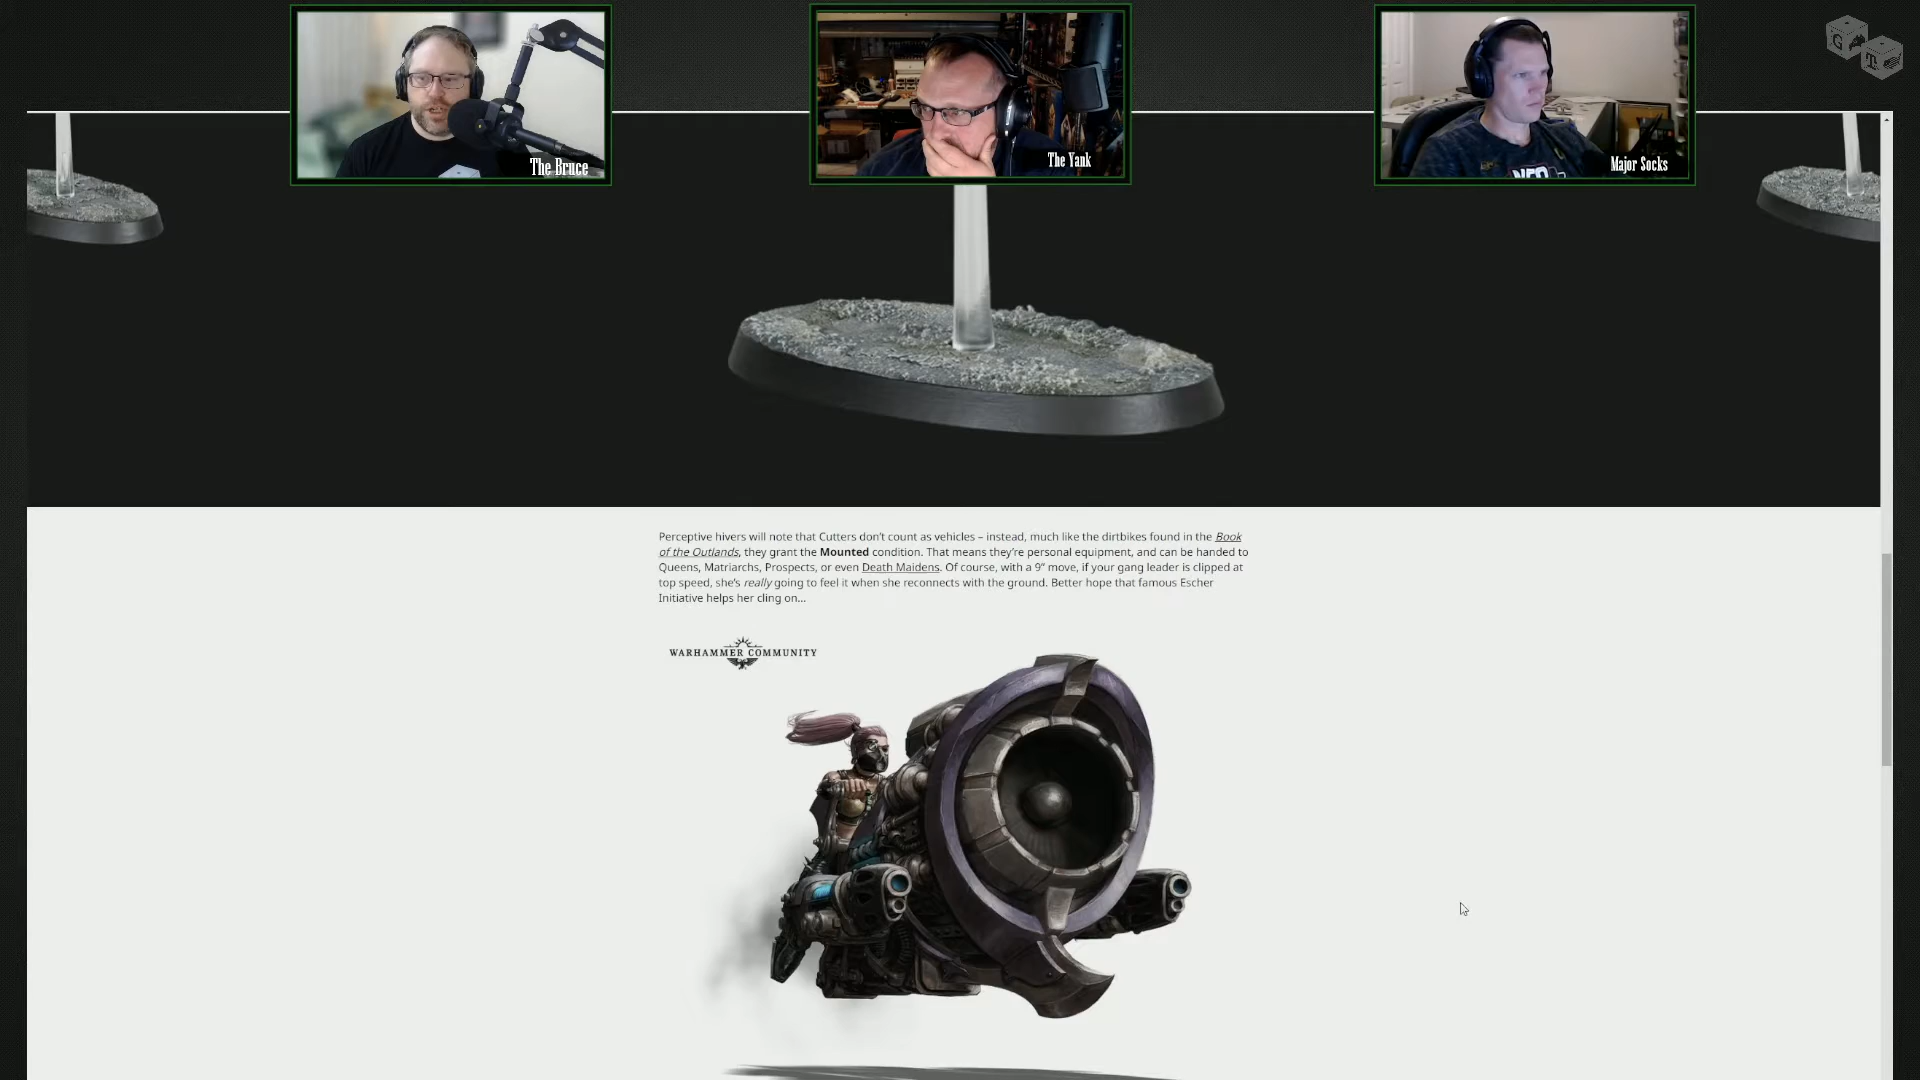 The Bruce
The Yank
Major Socks
G
T
Perceptive hivers will note that Cutters don't count as vehicles – instead, much like the dirtbikes found in the Book
of the Outlands, they grant the Mounted condition. That means they're personal equipment, and can be handed to
Queens, Matriarchs, Prospects, or even Death Maidens. Of course, with a 9" move, if your gang leader is clipped at
top speed, she's really going to feel it when she reconnects with the ground. Better hope that famous Escher
Initiative helps her cling on...
WARHAMMER COMMUNITY